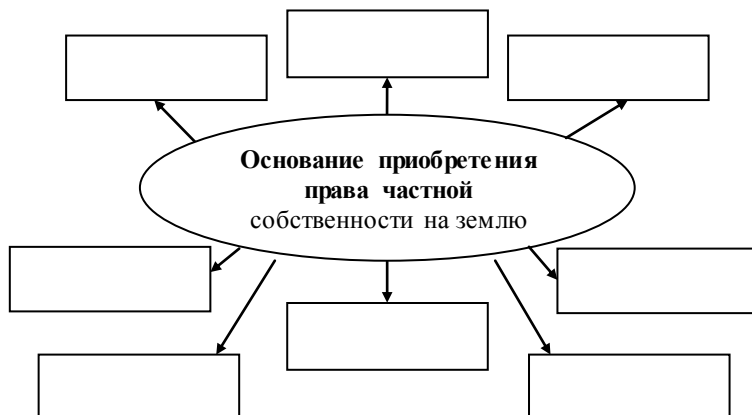 Основание приобретения
права частной
собственности на землю